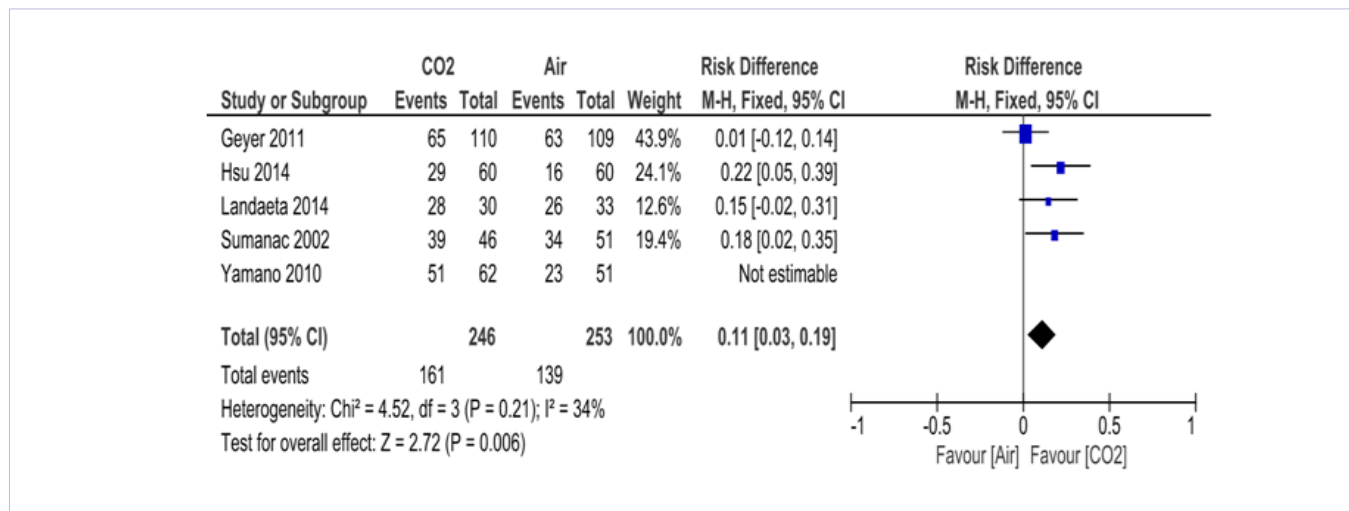 CO2 Air Risk Difference Risk Difference
Study or Subgroup Events Total Events Total Weight M-H, Fixed, 95% CI M-H, Fixed, 95% CI
Geyer 2011 65 110 63 109 43.9% 0.01 [-0.12, 0.14]
Hsu 2014 29 60 16 60 24.1% 0.22 [0.05, 0.39]
Landaeta 2014 28 30 26 33 12.6% 0.15 [-0.02, 0.31]
Sumanac 2002 39 46 34 51 19.4% 0.18 [0.02, 0.35]
Yamano 2010 51 62 23 51 Not estimable
Total (95% CI) 246 253 100.0% 0.11 [0.03, 0.19]
Total events 161 139
Heterogeneity: Chi² = 4.52, df = 3 (P = 0.21); I² = 34%
Test for overall effect: Z = 2.72 (P = 0.006)
-1 -0.5 0 0.5 1
Favour [Air] Favour [CO2]